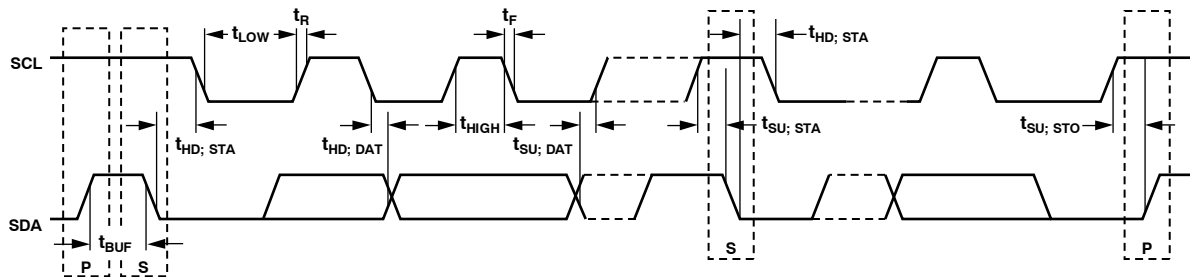 tR tF
tLOW tHD; STA
SCL
tHD; STA tHD; DAT tHIGH tSU; DAT tSU; STA tSU; STO
SDA
tBUF
P S S P